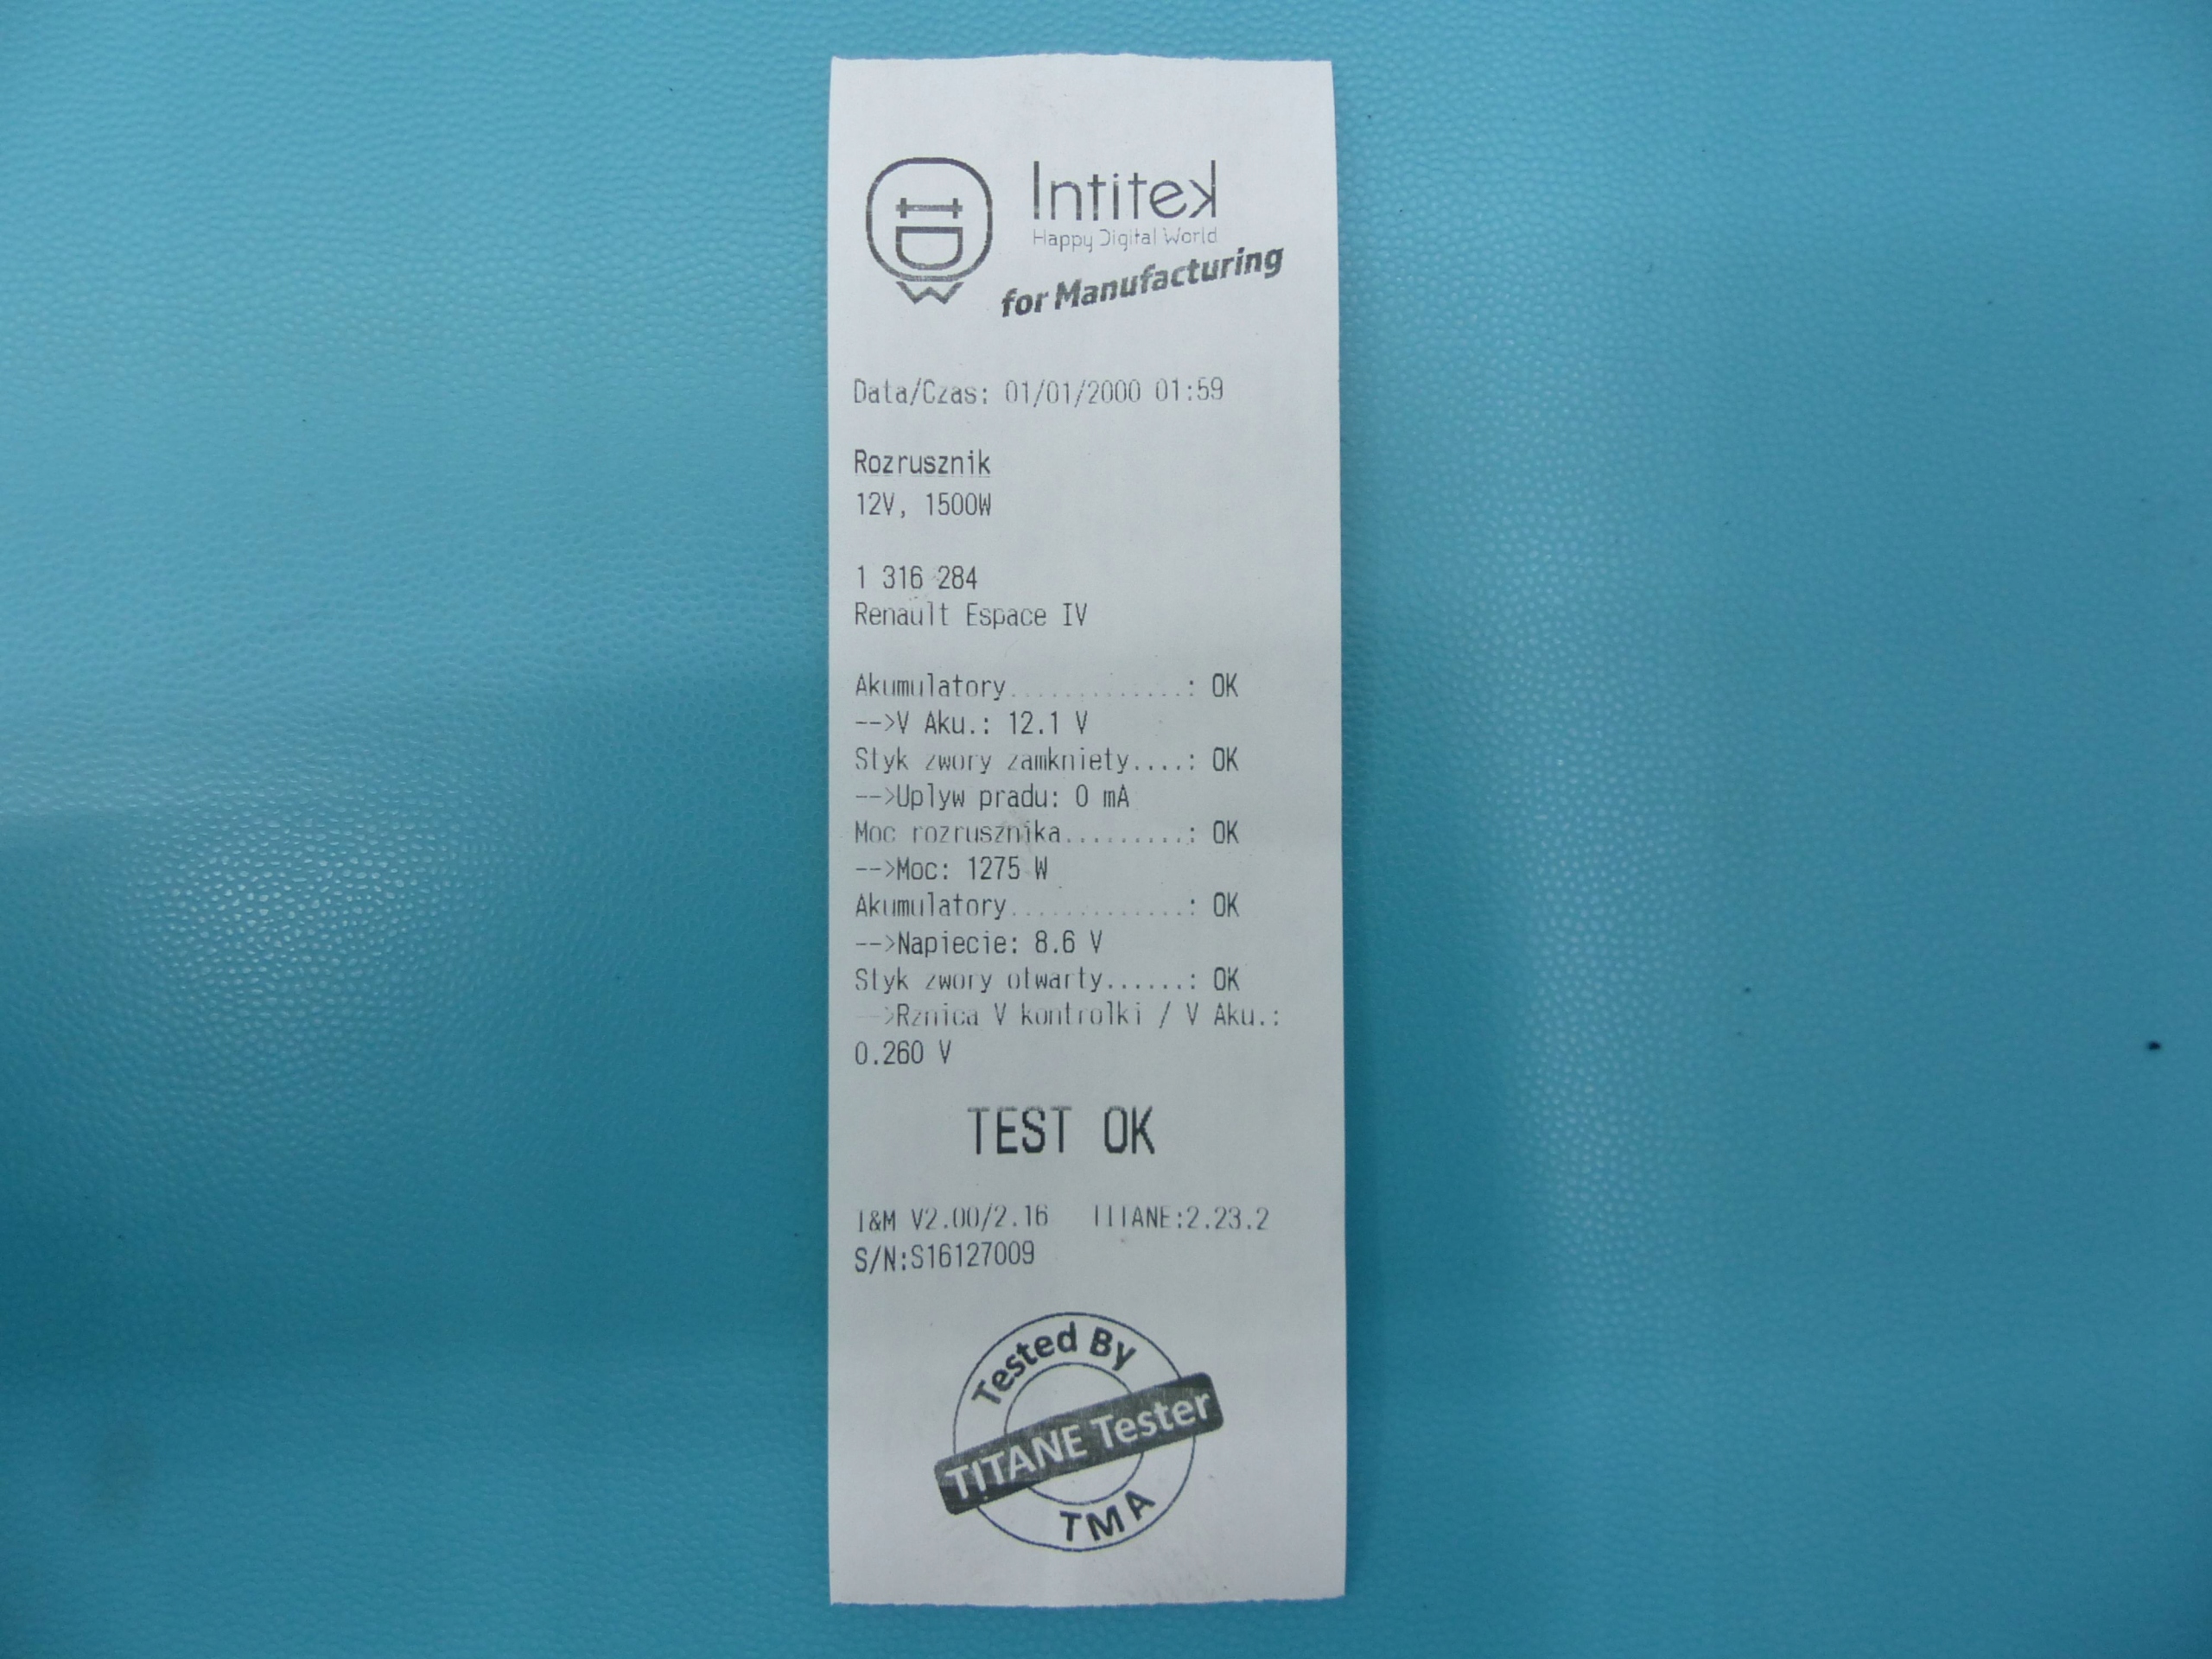 Intitek
Happy Digital World
for Manufacturing
Data/Czas: 01/01/2000 01:59
Rozrusznik
12V, 1500W
1 316 284
Renault Espace IV
Akumulatory.............: OK
-->V Aku.: 12.1 V
Styk zwory zamkniety....: OK
-->Uplyw pradu: 0 mA
Moc rozrusznika.........: OK
-->Moc: 1275 W
Akumulatory.............: OK
-->Napiecie: 8.6 V
Styk zwory otwarty......: OK
-->Rznica V kontrolki / V Aku.:
0.260 V
TEST OK
I&M V2.00/2.16 TITANE:2.23.2
S/N:S16127009
Tested By
TITANE Tester
TMA